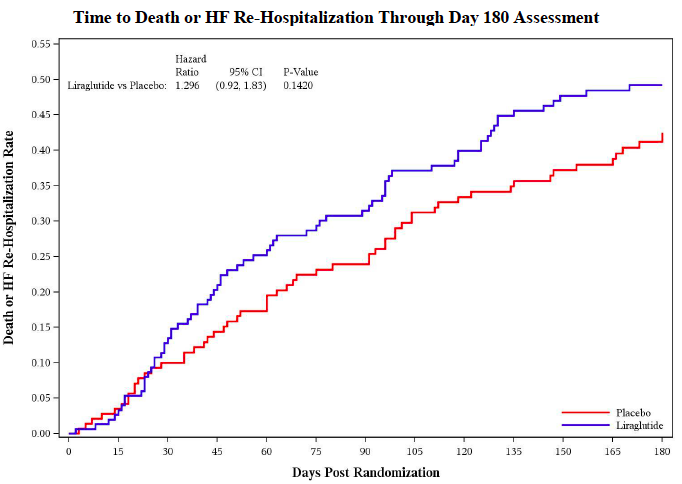 Time to Death or HF Re-Hospitalization Through Day 180 Assessment
Hazard
Ratio 95% CI P-Value
Liraglutide vs Placebo: 1.296 (0.92, 1.83) 0.1420
Death or HF Re-Hospitalization Rate
0.55
0.50
0.45
0.40
0.35
0.30
0.25
0.20
0.15
0.10
0.05
0.00
Placebo
Liraglutide
0 15 30 45 60 75 90 105 120 135 150 165 180
Days Post Randomization